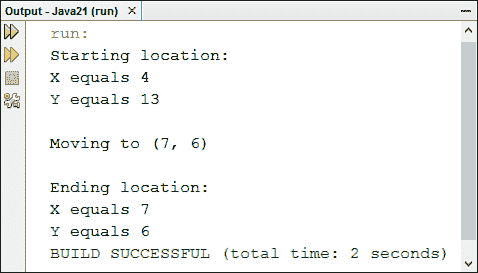 Output - Java21 (run)
run:
Starting location:
X equals 4
Y equals 13
Moving to (7, 6)
Ending location:
X equals 7
Y equals 6
BUILD SUCCESSFUL (total time: 2 seconds)